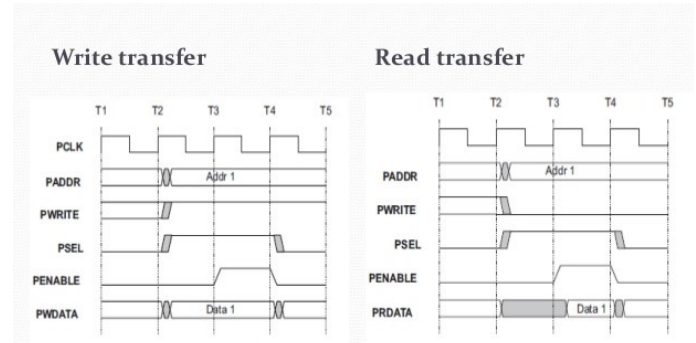 Write transfer
Read transfer
T1 T2 T3 T4 T5
PCLK
PADDR Addr 1
PWRITE
PSEL
PENABLE
PWDATA Data 1
T1 T2 T3 T4 T5
PADDR Addr 1
PWRITE
PSEL
PENABLE
PRDATA Data 1